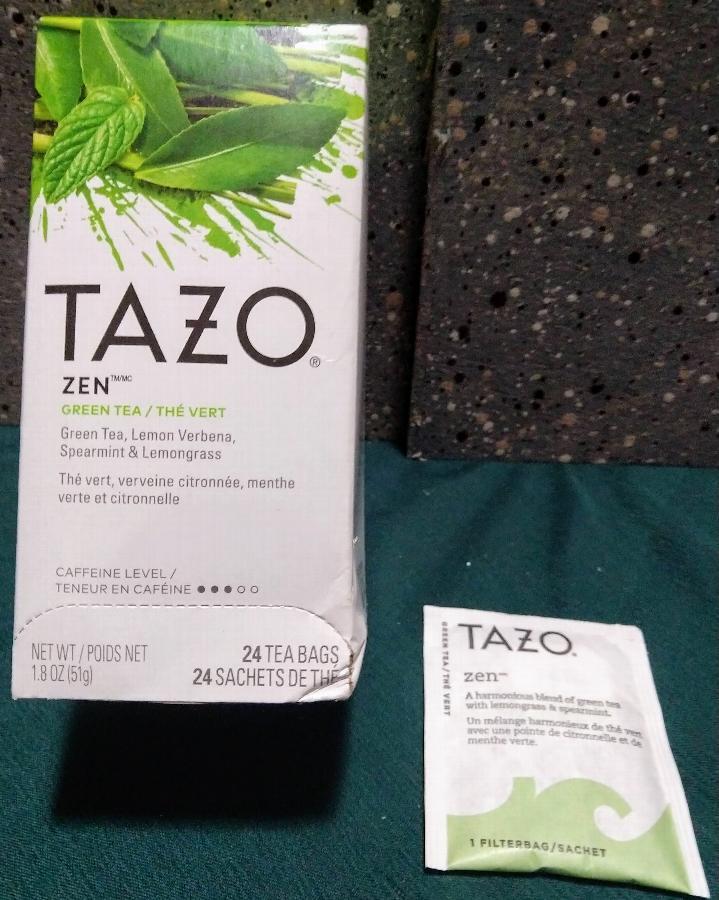 TAZO®
ZEN™/MC
GREEN TEA / THÉ VERT
Green Tea, Lemon Verbena,
Spearmint & Lemongrass
Thé vert, verveine citronnée, menthe
verte et citronnelle
CAFFEINE LEVEL /
TENEUR EN CAFÉINE
NET WT / POIDS NET
1.8 OZ (51g)
24 TEA BAGS
24 SACHETS DE THÉ
GREEN TEA/THÉ VERT
TAZO®
zen™
A harmonious blend of green tea
with lemongrass & spearmint.
Un mélange harmonieux de thé vert
avec une pointe de citronnelle et de
menthe verte.
1 FILTERBAG/SACHET